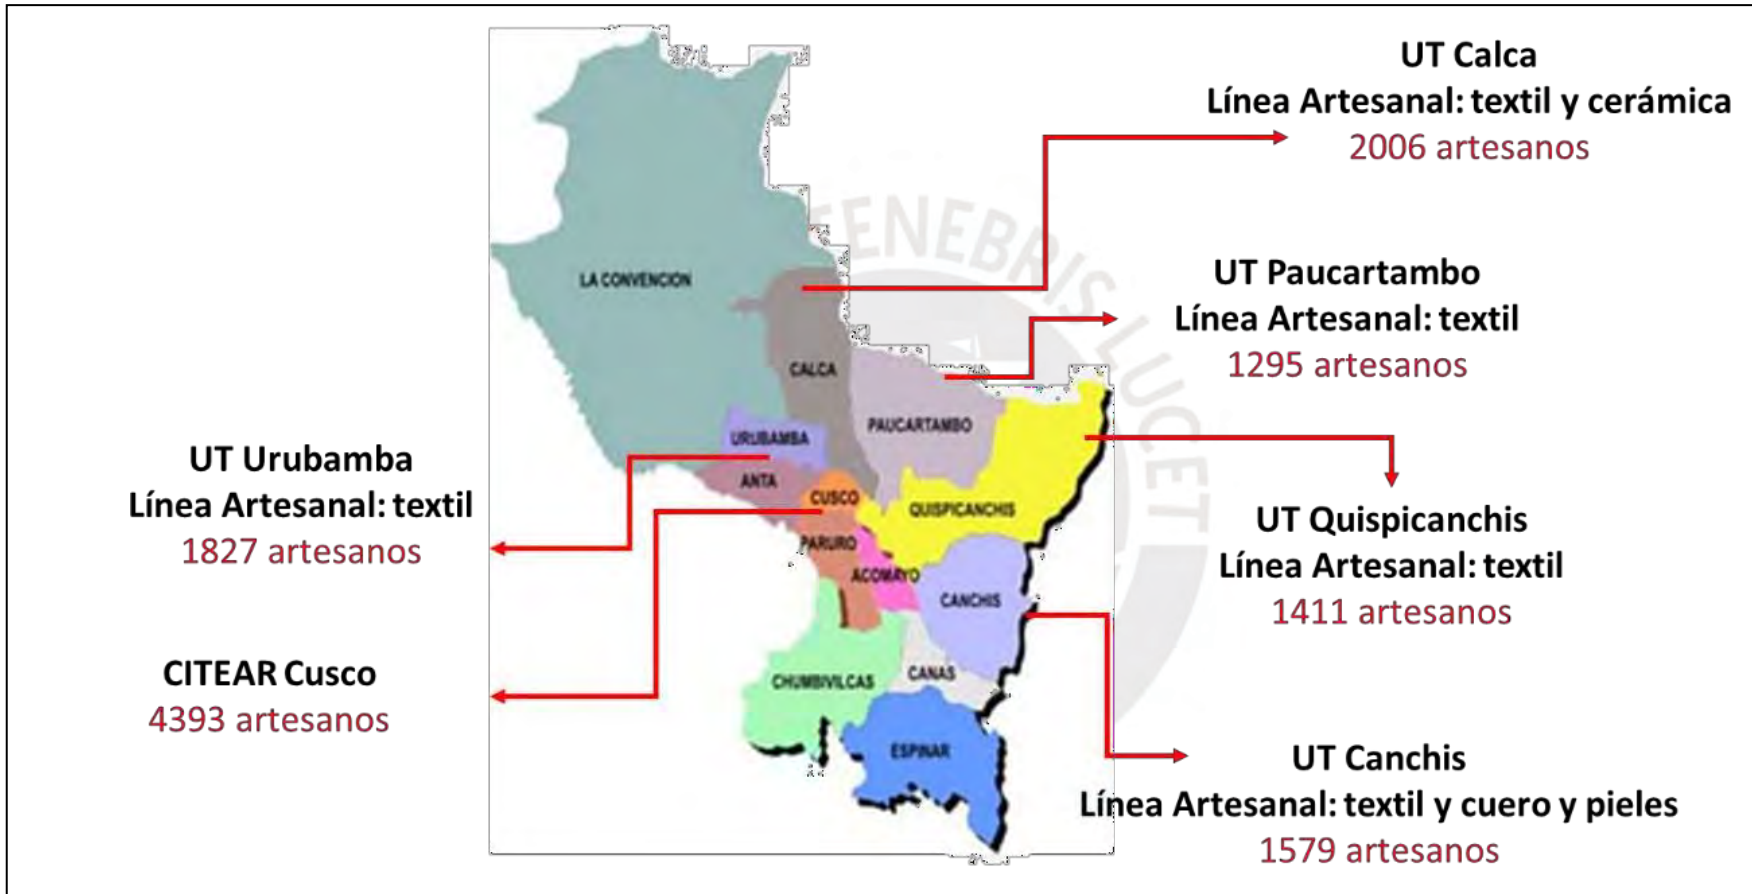 UT Calca
Línea Artesanal: textil y cerámica
2006 artesanos
UT Paucartambo
Línea Artesanal: textil
1295 artesanos
UT Urubamba
Línea Artesanal: textil
1827 artesanos
UT Quispicanchis
Línea Artesanal: textil
1411 artesanos
CITEAR Cusco
4393 artesanos
UT Canchis
Línea Artesanal: textil y cuero y pieles
1579 artesanos
LA CONVENCION
CALCA
URUBAMBA
PAUCARTAMBO
ANTA
CUSCO
QUISPICANCHIS
PARURO
ACOMAYO
CANCHIS
CHUMBIVILCAS
CANAS
ESPINAR
TENEBRIS LUCET